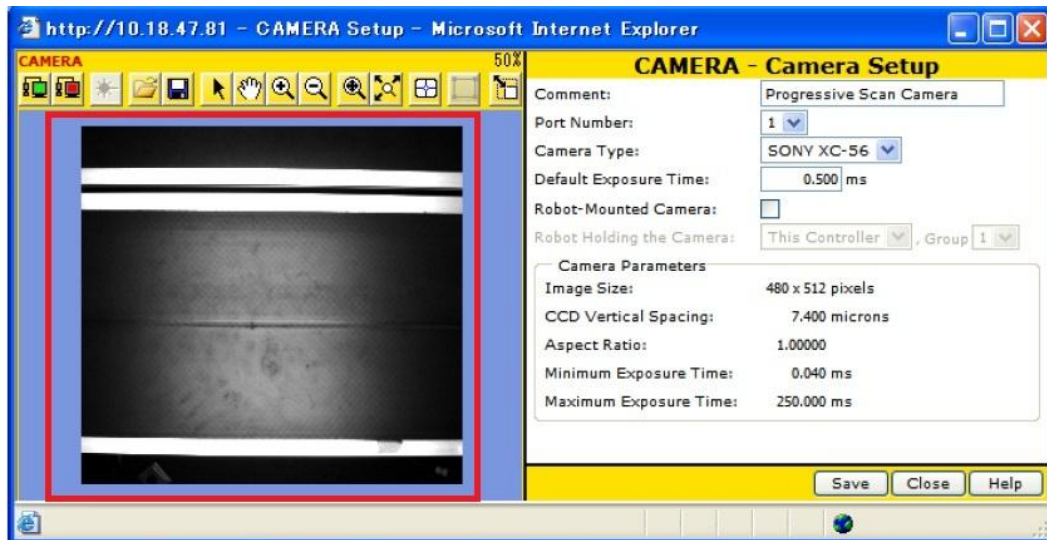 http://10.18.47.81 - CAMERA Setup - Microsoft Internet Explorer
CAMERA
50%
CAMERA - Camera Setup
Comment: Progressive Scan Camera
Port Number: 1
Camera Type: SONY XC-56
Default Exposure Time: 0.500 ms
Robot-Mounted Camera:
Robot Holding the Camera: This Controller , Group 1
Camera Parameters
Image Size: 480 x 512 pixels
CCD Vertical Spacing: 7.400 microns
Aspect Ratio: 1.00000
Minimum Exposure Time: 0.040 ms
Maximum Exposure Time: 250.000 ms
Save Close Help